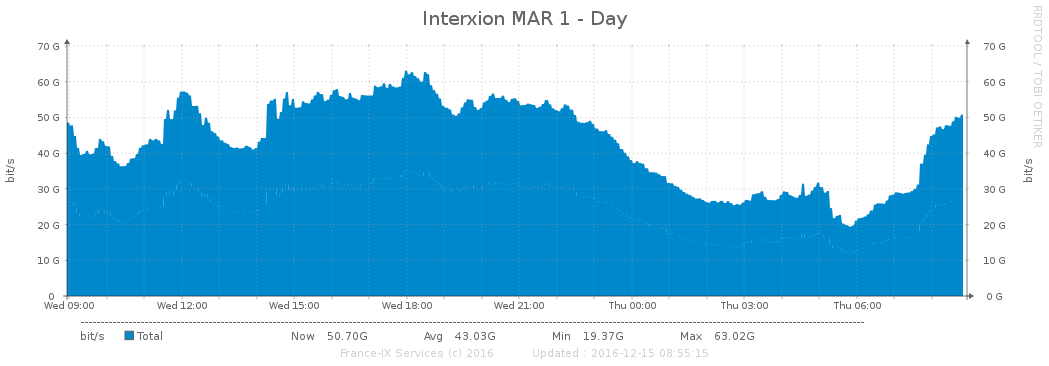 Interxion MAR 1 - Day
RRDTOOL / TOBI OETIKER
bit/s
70 G
60 G
50 G
40 G
30 G
20 G
10 G
0
70 G
60 G
50 G
40 G
30 G
20 G
10 G
0 G
bit/s
Wed 09:00 Wed 12:00 Wed 15:00 Wed 18:00 Wed 21:00 Thu 00:00 Thu 03:00 Thu 06:00
bit/s Total Now 50.70G Avg 43.03G Min 19.37G Max 63.02G
France-IX Services (c) 2016 Updated : 2016-12-15 08:55:15